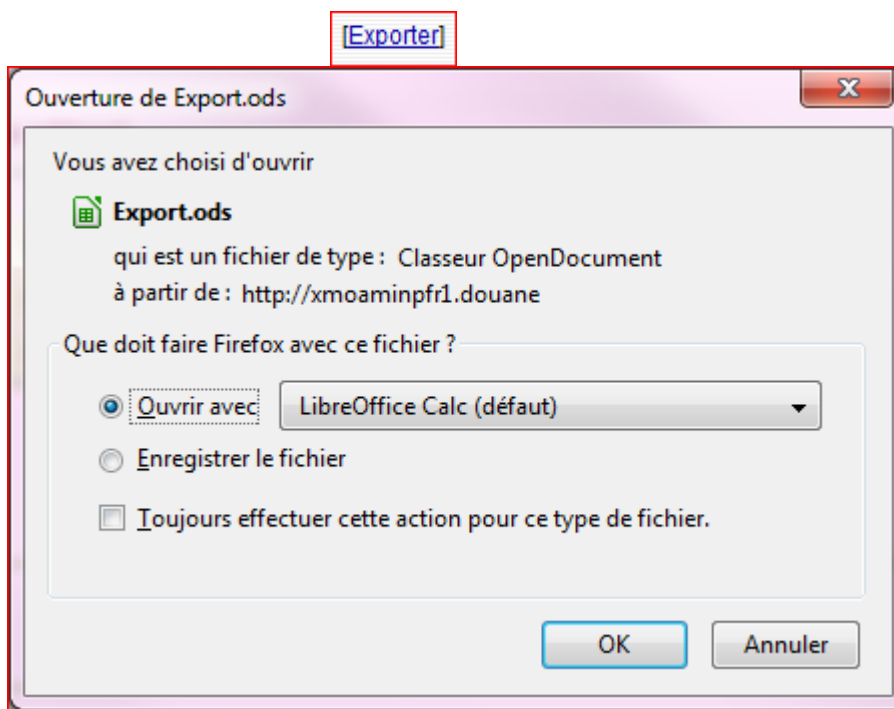 [Exporter]
Ouverture de Export.ods
Vous avez choisi d'ouvrir
Export.ods
qui est un fichier de type : Classeur OpenDocument
à partir de : http://xmoaminpfr1.douane
Que doit faire Firefox avec ce fichier ?
Ouvrir avec LibreOffice Calc (défaut)
Enregistrer le fichier
Toujours effectuer cette action pour ce type de fichier.
OK Annuler